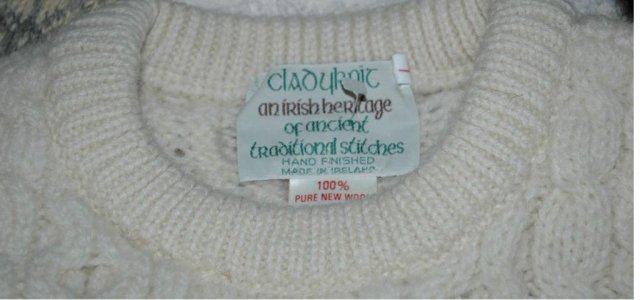 cladyknit
an irish heritage
of ancient
traditional stitches
HAND FINISHED
MADE IN IRELAND
100%
PURE NEW WOOL